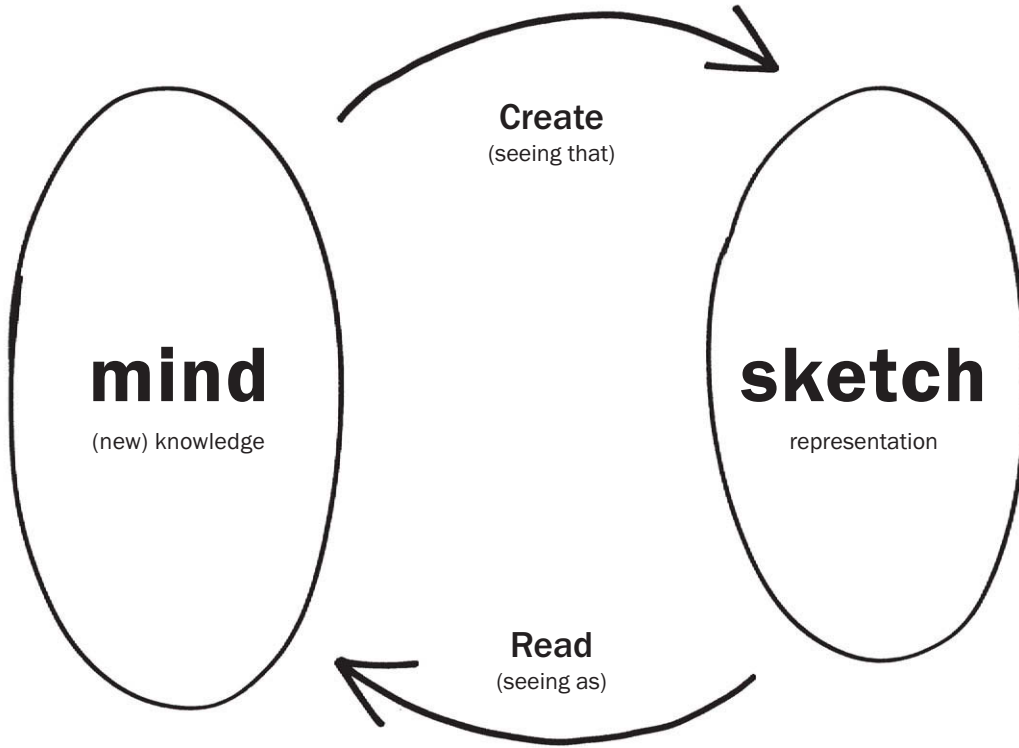 Create
(seeing that)
mind
(new) knowledge
sketch
representation
Read
(seeing as)